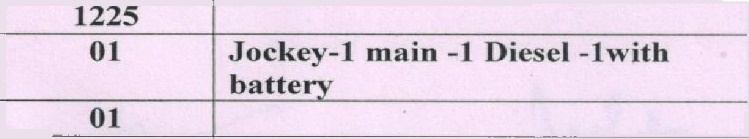 1225
01 Jockey-1 main -1 Diesel -1with
battery
01